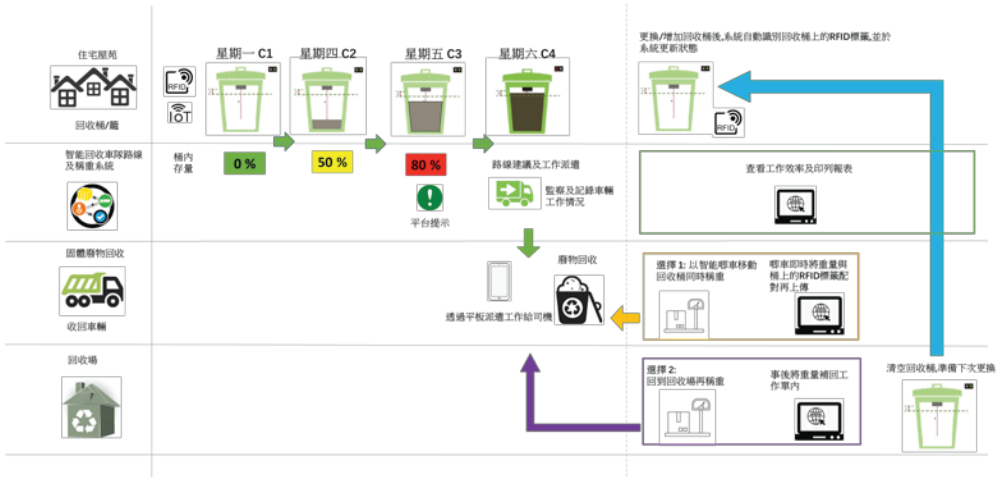 住宅屋苑
回收桶/籠
RFID
IoT
星期一 C1
星期四 C2
星期五 C3
星期六 C4
更換/增加回收桶後,系統自動識別回收桶上的RFID標籤,並於
系統更新狀態
RFID
智能回收車隊路線
及稱重系統
桶內
存量
0 %
50 %
80 %
平台提示
路線建議及工作派遣
監察及記錄車輛
工作情況
查看工作效率及印列報表
固體廢物回收
收回車輛
透過平板派遣工作給司機
廢物回收
選擇 1: 以智能唧車移動
回收桶同時稱重
唧車即時將重量與
桶上的RFID標籤配
對再上傳
回收場
選擇 2:
回到回收場再稱重
事後將重量補回工
作單內
清空回收桶,準備下次更換